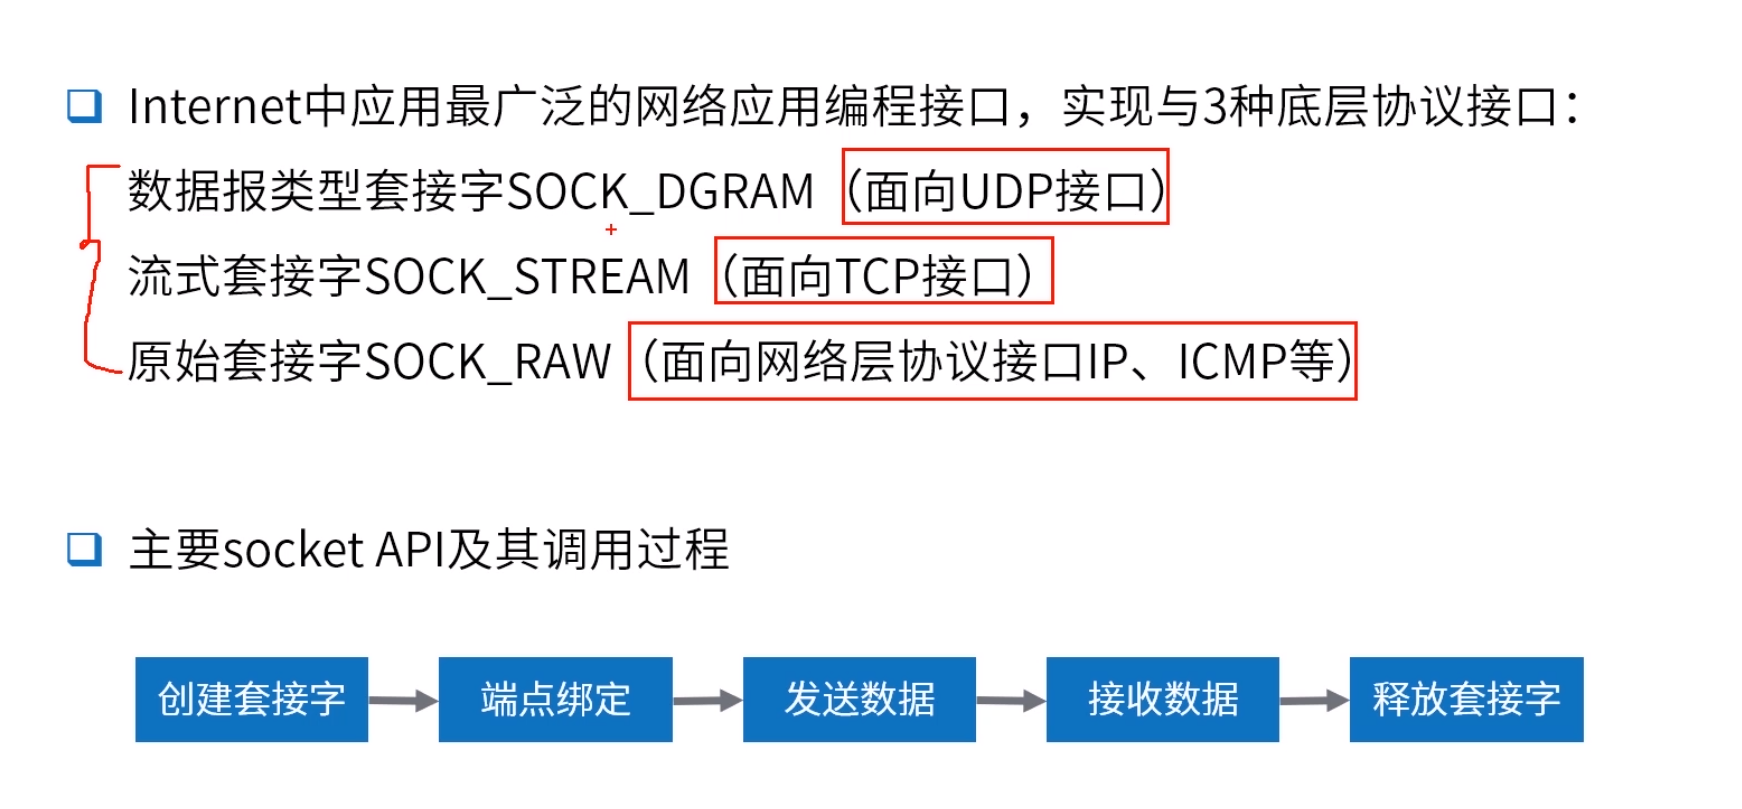 Internet中应用最广泛的网络应用编程接口，实现与3种底层协议接口：
数据报类型套接字SOCK_DGRAM（面向UDP接口）
流式套接字SOCK_STREAM（面向TCP接口）
原始套接字SOCK_RAW（面向网络层协议接口IP、ICMP等）
主要socket API及其调用过程
创建套接字
端点绑定
发送数据
接收数据
释放套接字